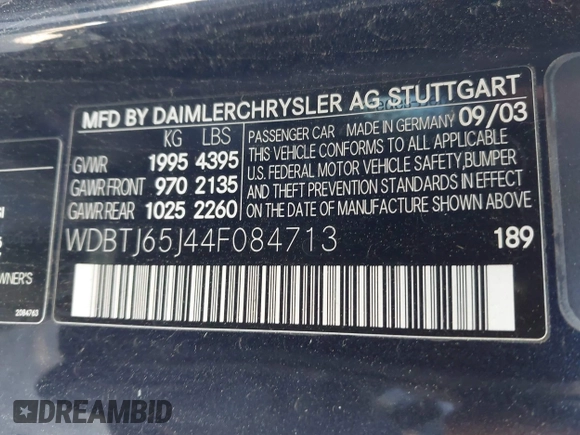 MFD BY DAIMLERCHRYSLER AG STUTTGART
KG LBS
GVWR 1995 4395
GAWR FRONT 970 2135
GAWR REAR 1025 2260
PASSENGER CAR MADE IN GERMANY 09/03
THIS VEHICLE CONFORMS TO ALL APPLICABLE
U.S. FEDERAL MOTOR VEHICLE SAFETY, BUMPER
AND THEFT PREVENTION STANDARDS IN EFFECT
ON THE DATE OF MANUFACTURE SHOWN ABOVE.
WDBTJ65J44F084713 189
WNER'S
2084763
DREAMBID